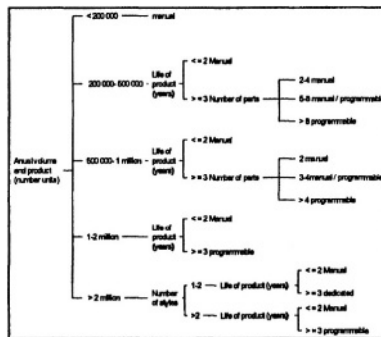 < 200 000 manual
< = 2 Manual
200 000-500 000 Life of product (years)
> = 3 Number of parts
2-4 manual
5-8 manual / programmable
> 8 programmable
< = 2 Manual
500 000-1 million Life of product (years)
> = 3 Number of parts
2 manual
3-4 manual / programmable
> 4 programmable
Anual volume
and product
(number units)
< = 2 Manual
1-2 million Life of product (years)
> = 3 programmable
> 2 million Number of styles
1-2 Life of product (years)
< = 2 Manual
> = 3 dedicated
>2 Life of product (years)
< = 2 Manual
> = 3 programmable